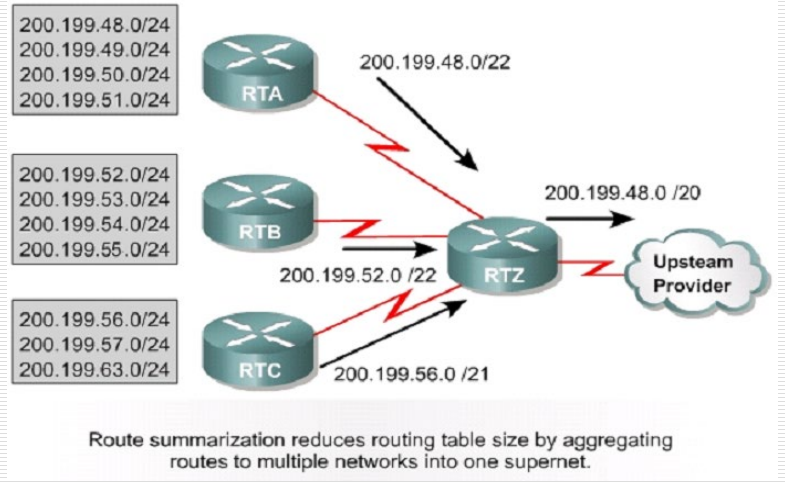 200.199.48.0/24
200.199.49.0/24
200.199.50.0/24
200.199.51.0/24
RTA
200.199.48.0/22
200.199.52.0/24
200.199.53.0/24
200.199.54.0/24
200.199.55.0/24
RTB
200.199.52.0 /22
RTZ
200.199.48.0 /20
Upsteam
Provider
200.199.56.0/24
200.199.57.0/24
200.199.63.0/24
RTC
200.199.56.0 /21
Route summarization reduces routing table size by aggregating
routes to multiple networks into one supernet.